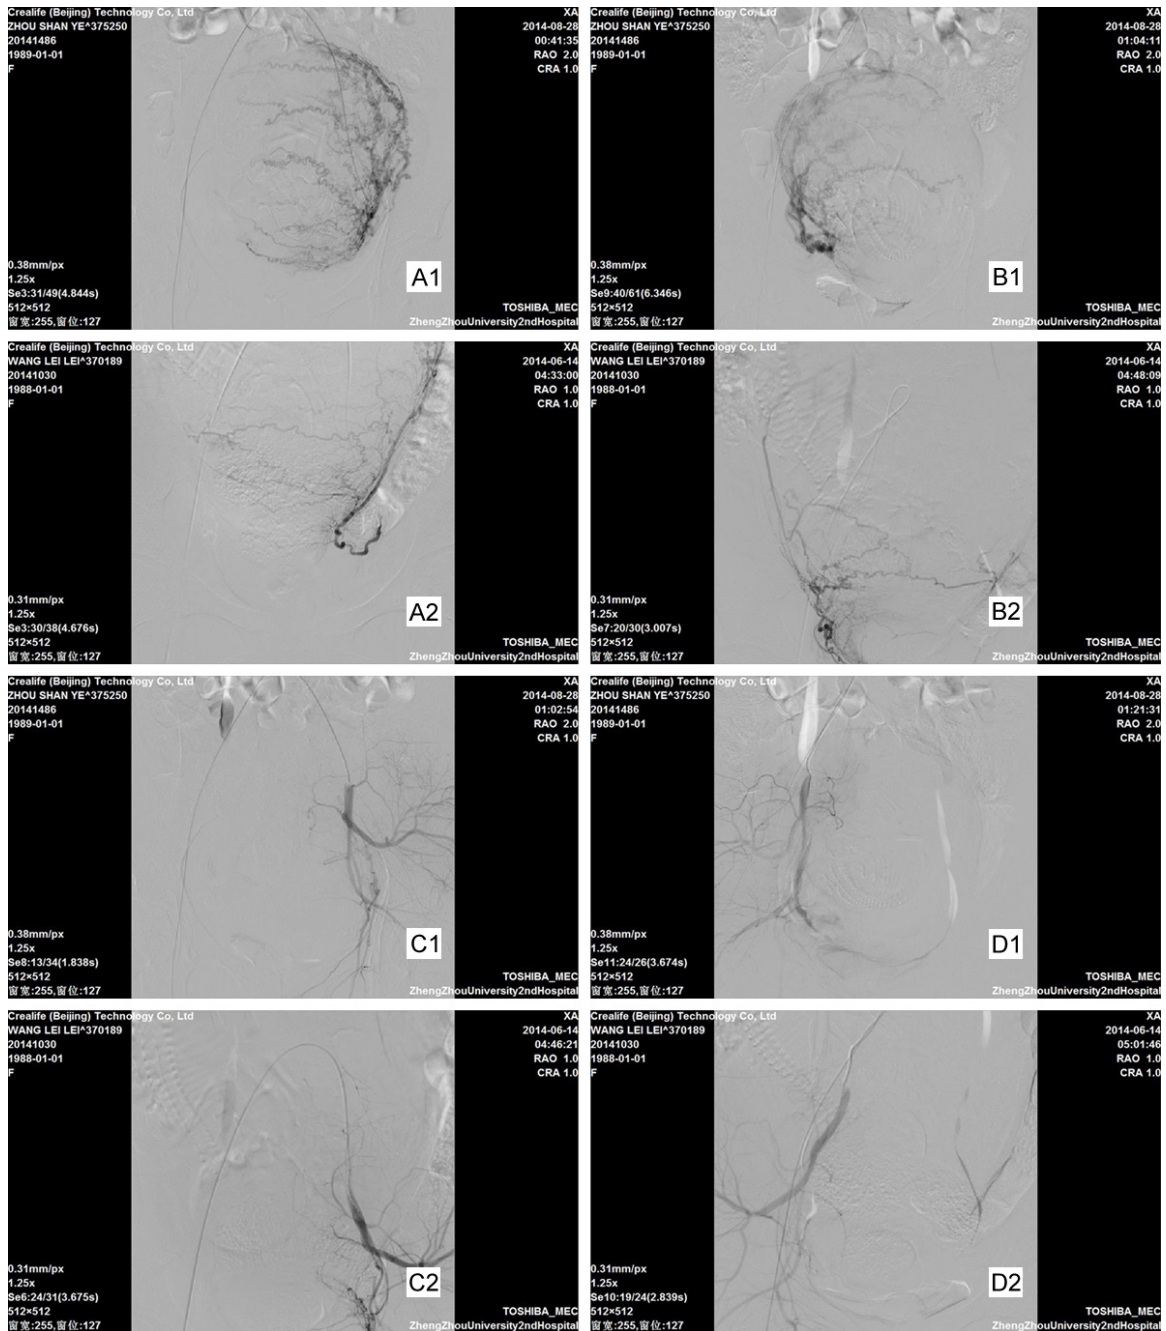 Crealife (Beijing) Technology Co, Ltd
XA
ZHOU SHAN YE^375250
2014-08-28
20141486
00:41:35
1989-01-01
RAO 2.0
F
CRA 1.0
0.38mm/px
1.25x
Se3:31/49(4.844s)
512×512
TOSHIBA_MEC
窗宽:255,窗位:127
ZhengZhouUniversity2ndHospital
A1
Crealife (Beijing) Technology Co, Ltd
XA
ZHOU SHAN YE^375250
2014-08-28
20141486
01:04:11
1989-01-01
RAO 2.0
F
CRA 1.0
0.38mm/px
1.25x
Se9:40/61(6.346s)
512×512
TOSHIBA_MEC
窗宽:255,窗位:127
ZhengZhouUniversity2ndHospital
B1
Crealife (Beijing) Technology Co, Ltd
XA
WANG LEI LEI^370189
2014-06-14
20141030
04:33:00
1988-01-01
RAO 1.0
F
CRA 1.0
0.31mm/px
1.25x
Se3:30/38(4.676s)
512×512
TOSHIBA_MEC
窗宽:255,窗位:127
ZhengZhouUniversity2ndHospital
A2
Crealife (Beijing) Technology Co, Ltd
XA
WANG LEI LEI^370189
2014-06-14
20141030
04:48:09
1988-01-01
RAO 1.0
F
CRA 1.0
0.31mm/px
1.25x
Se7:20/30(3.007s)
512×512
TOSHIBA_MEC
窗宽:255,窗位:127
ZhengZhouUniversity2ndHospital
B2
Crealife (Beijing) Technology Co, Ltd
XA
ZHOU SHAN YE^375250
2014-08-28
20141486
01:02:54
1989-01-01
RAO 2.0
F
CRA 1.0
0.38mm/px
1.25x
Se8:13/34(1.838s)
512×512
TOSHIBA_MEC
窗宽:255,窗位:127
ZhengZhouUniversity2ndHospital
C1
Crealife (Beijing) Technology Co, Ltd
XA
ZHOU SHAN YE^375250
2014-08-28
20141486
01:21:31
1989-01-01
RAO 2.0
F
CRA 1.0
0.38mm/px
1.25x
Se11:24/26(3.674s)
512×512
TOSHIBA_MEC
窗宽:255,窗位:127
ZhengZhouUniversity2ndHospital
D1
Crealife (Beijing) Technology Co, Ltd
XA
WANG LEI LEI^370189
2014-06-14
20141030
04:46:21
1988-01-01
RAO 1.0
F
CRA 1.0
0.31mm/px
1.25x
Se6:24/31(3.675s)
512×512
TOSHIBA_MEC
窗宽:255,窗位:127
ZhengZhouUniversity2ndHospital
C2
Crealife (Beijing) Technology Co, Ltd
XA
WANG LEI LEI^370189
2014-06-14
20141030
05:01:46
1988-01-01
RAO 1.0
F
CRA 1.0
0.31mm/px
1.25x
Se10:19/24(2.839s)
512×512
TOSHIBA_MEC
窗宽:255,窗位:127
ZhengZhouUniversity2ndHospital
D2